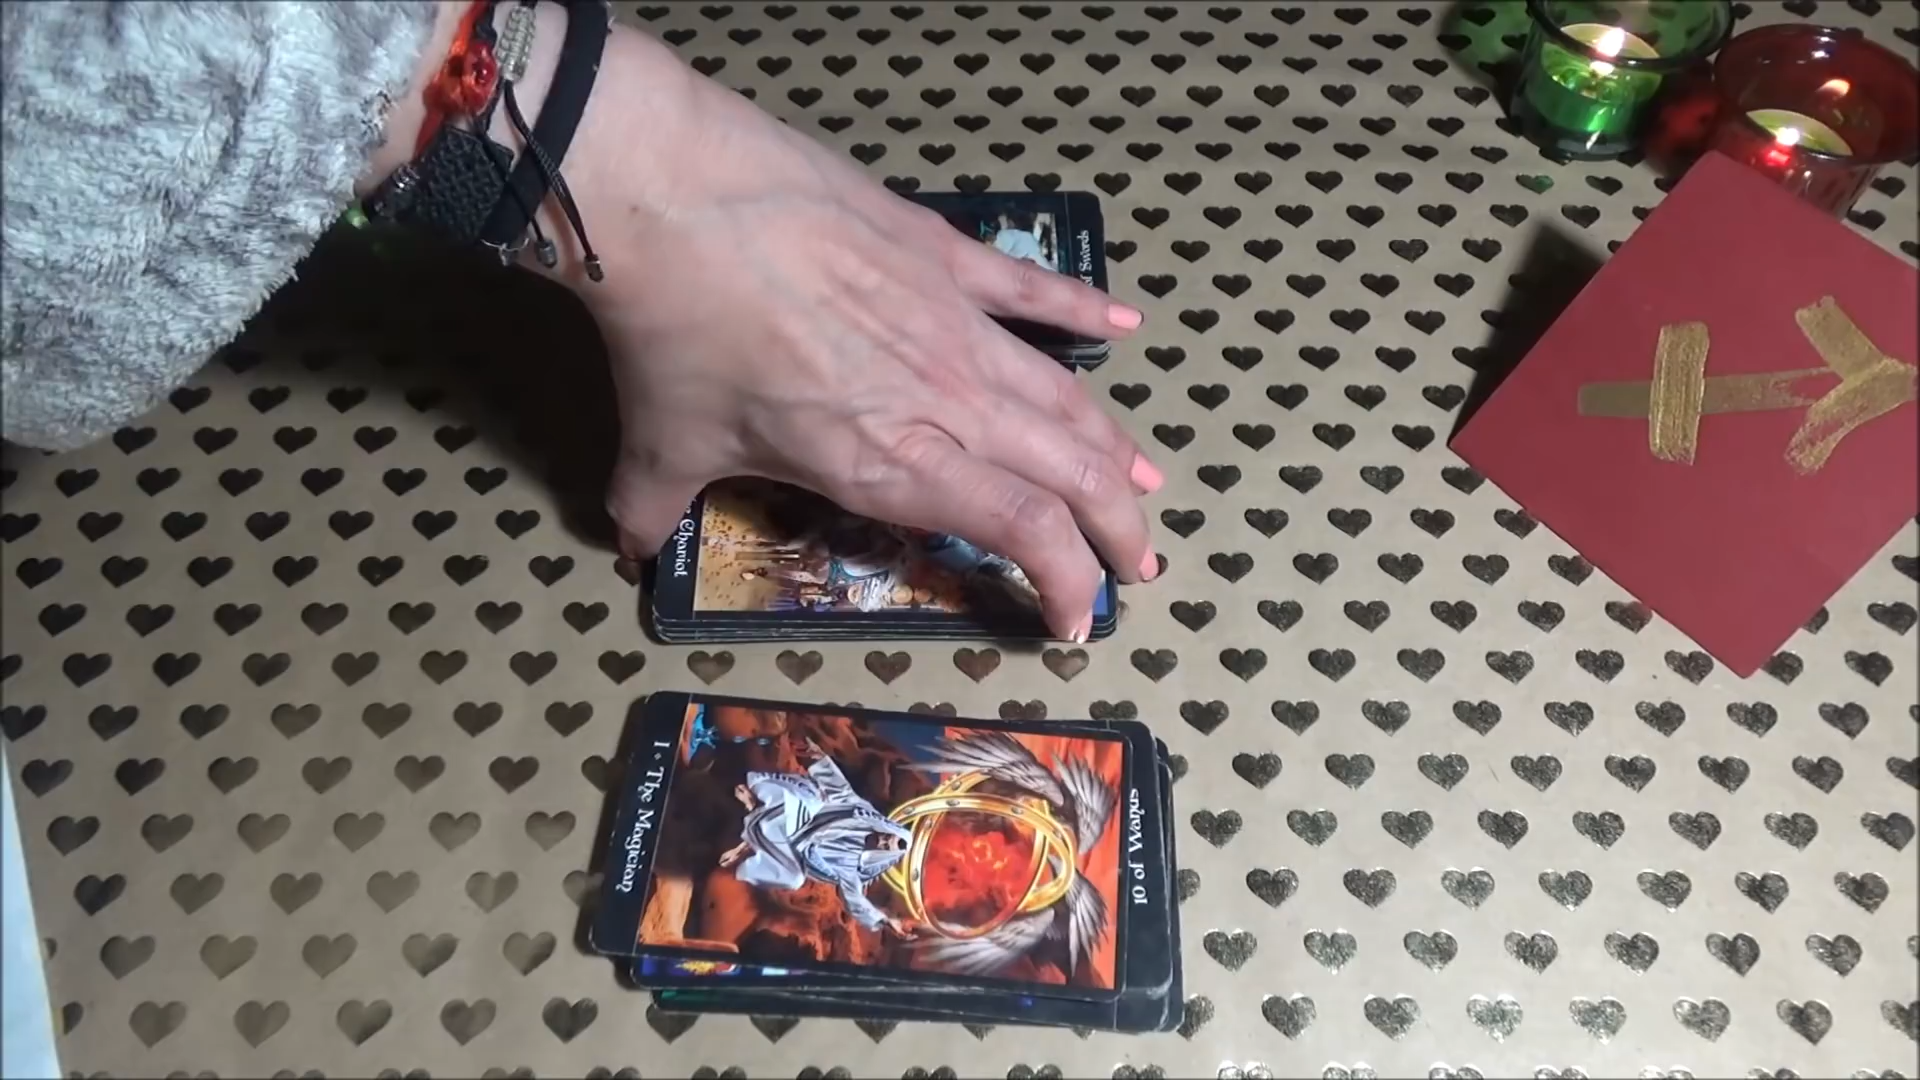 of Swords
Chariot
I ◦ The Magician
10 of Wands